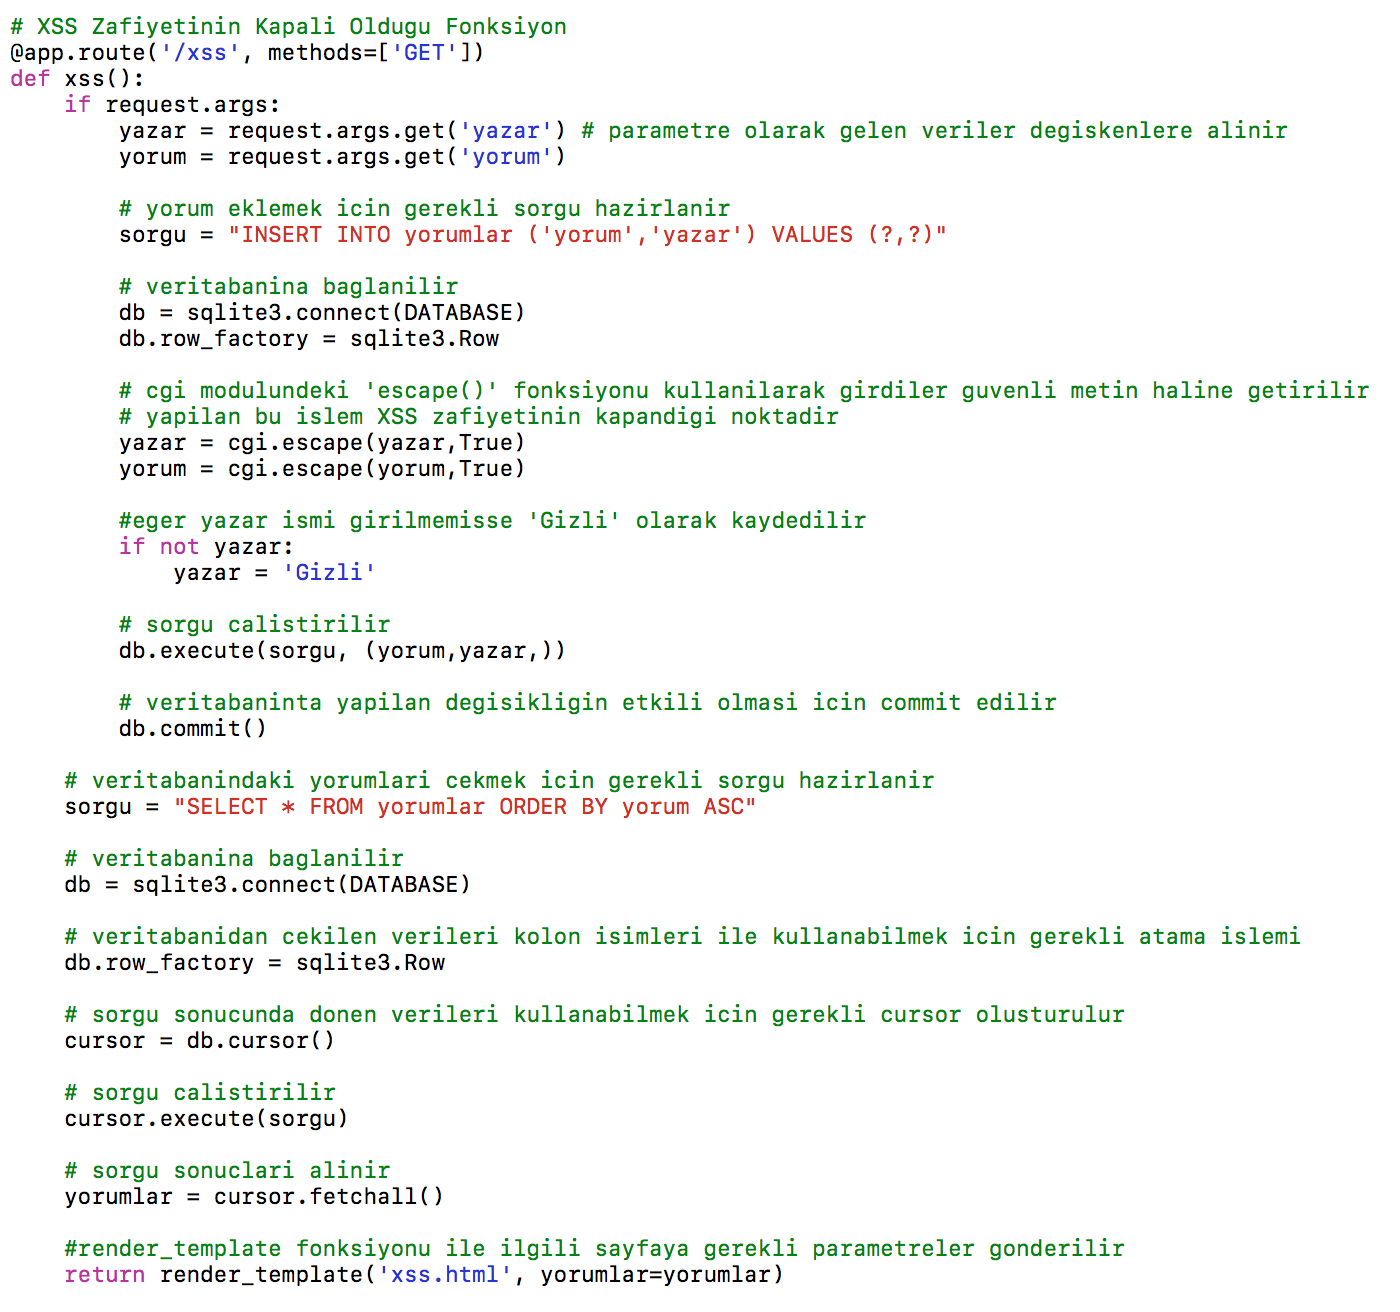 # XSS Zafiyetinin Kapali Oldugu Fonksiyon
@app.route('/xss', methods=['GET'])
def xss():
    if request.args:
        yazar = request.args.get('yazar') # parametre olarak gelen veriler degiskenlere alinir
        yorum = request.args.get('yorum')

        # yorum eklemek icin gerekli sorgu hazirlanir
        sorgu = "INSERT INTO yorumlar ('yorum','yazar') VALUES (?,?)"

        # veritabanina baglanilir
        db = sqlite3.connect(DATABASE)
        db.row_factory = sqlite3.Row

        # cgi modulundeki 'escape()' fonksiyonu kullanilarak girdiler guvenli metin haline getirilir
        # yapilan bu islem XSS zafiyetinin kapandigi noktadir
        yazar = cgi.escape(yazar,True)
        yorum = cgi.escape(yorum,True)

        #eger yazar ismi girilmemisse 'Gizli' olarak kaydedilir
        if not yazar:
            yazar = 'Gizli'

        # sorgu calistirilir
        db.execute(sorgu, (yorum,yazar,))

        # veritabaninta yapilan degisikligin etkili olmasi icin commit edilir
        db.commit()

    # veritabanindaki yorumlari cekmek icin gerekli sorgu hazirlanir
    sorgu = "SELECT * FROM yorumlar ORDER BY yorum ASC"

    # veritabanina baglanilir
    db = sqlite3.connect(DATABASE)

    # veritabanidan cekilen verileri kolon isimleri ile kullanabilmek icin gerekli atama islemi
    db.row_factory = sqlite3.Row

    # sorgu sonucunda donen verileri kullanabilmek icin gerekli cursor olusturulur
    cursor = db.cursor()

    # sorgu calistirilir
    cursor.execute(sorgu)

    # sorgu sonuclari alinir
    yorumlar = cursor.fetchall()

    #render_template fonksiyonu ile ilgili sayfaya gerekli parametreler gonderilir
    return render_template('xss.html', yorumlar=yorumlar)